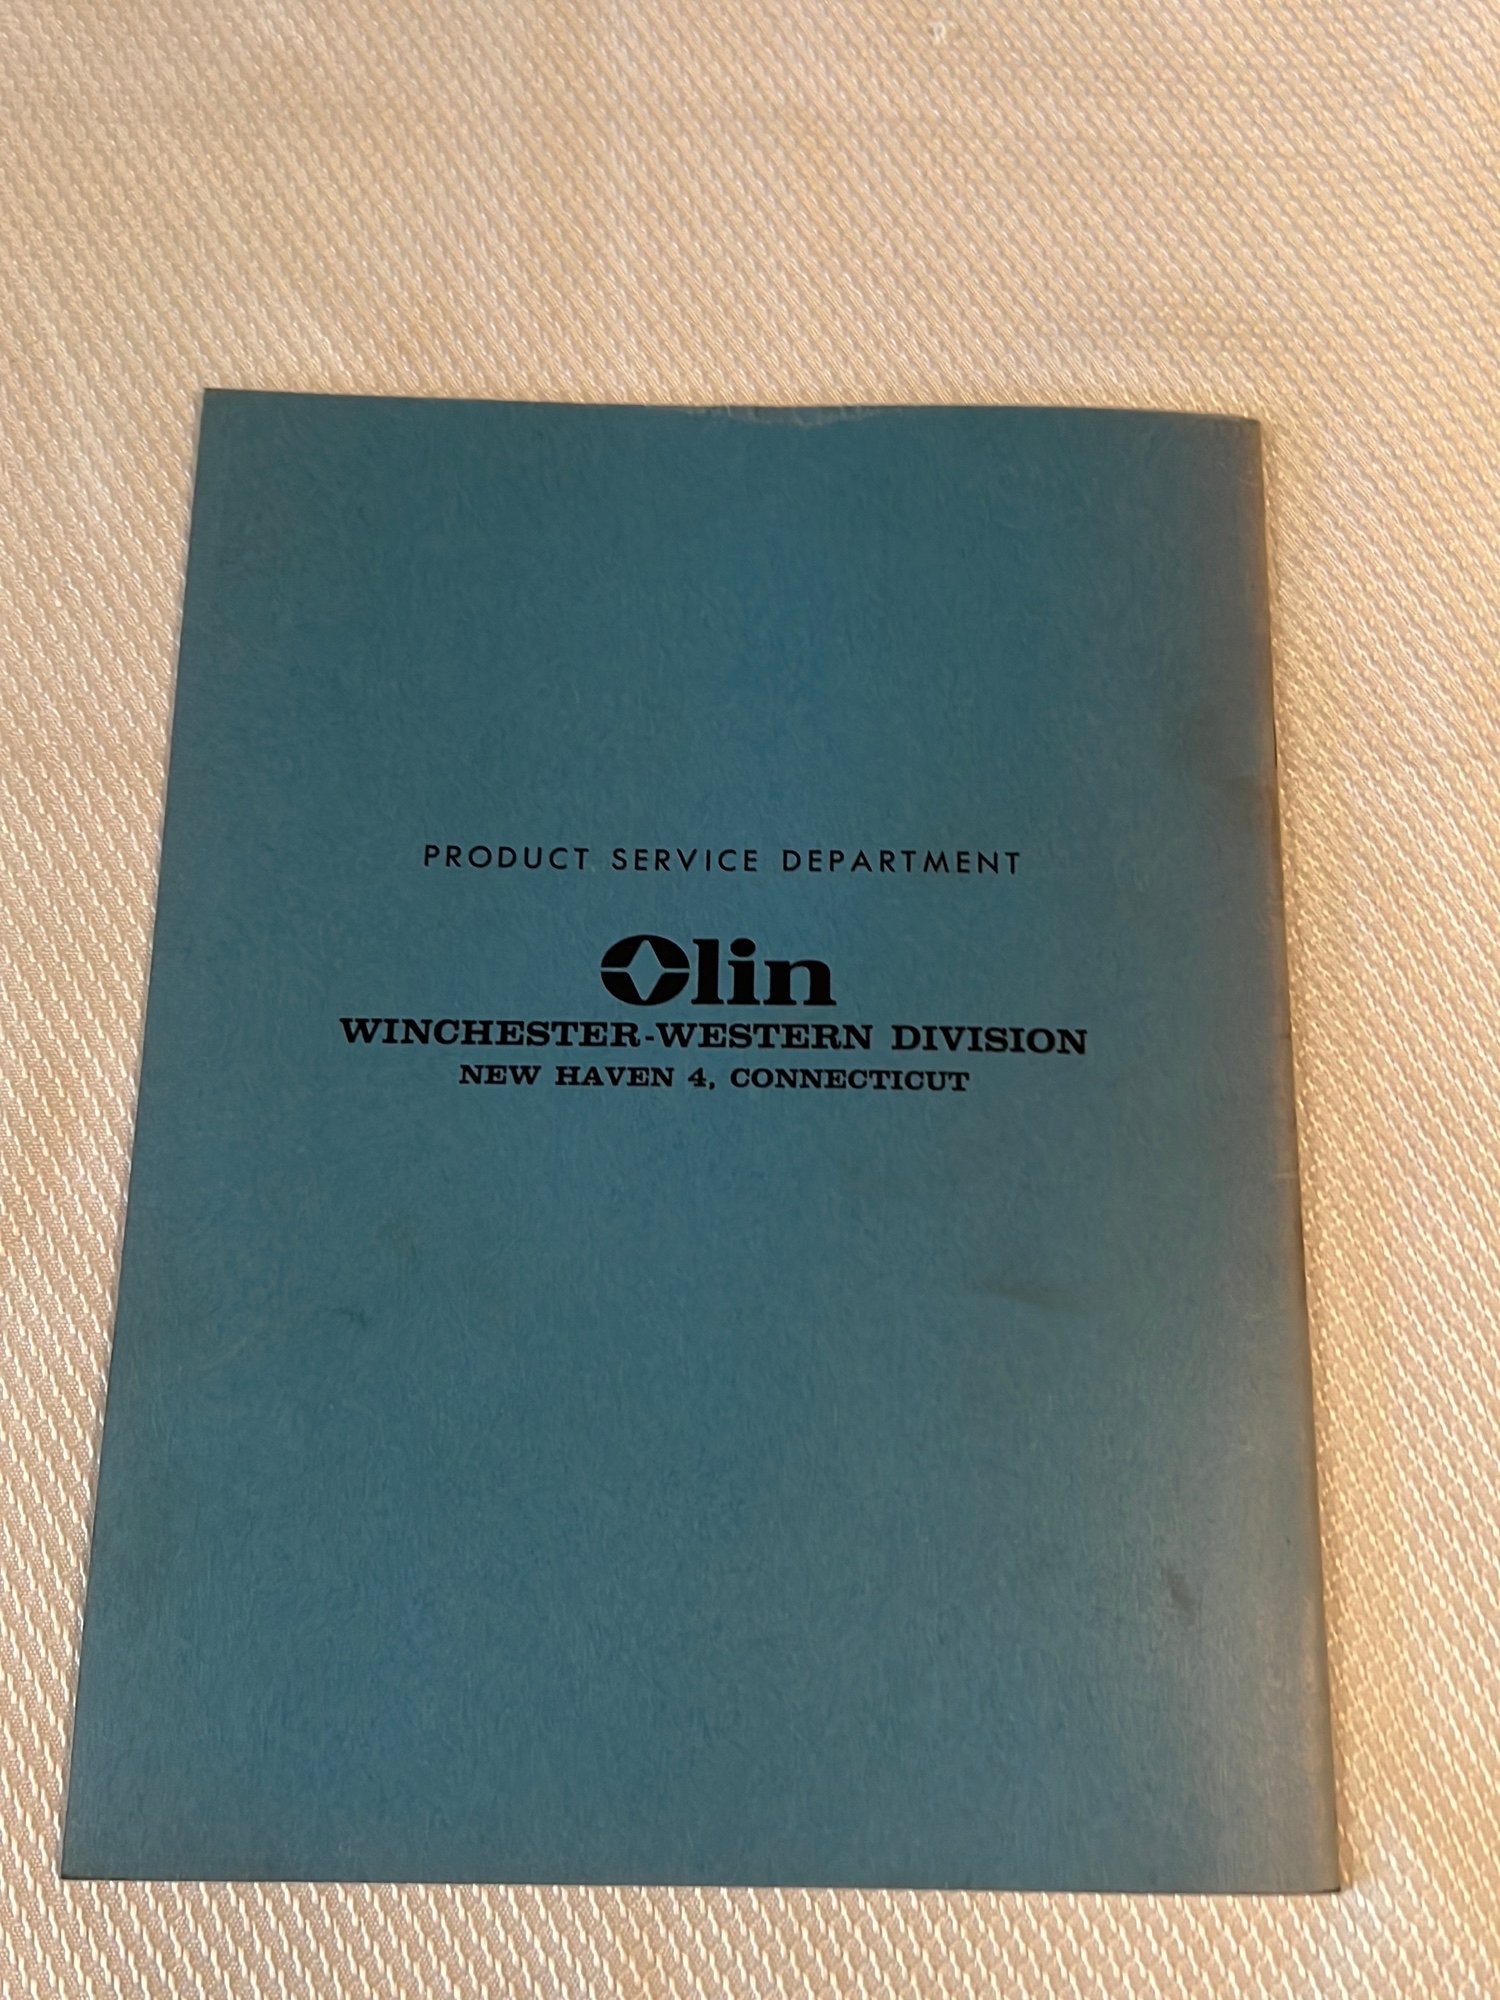 PRODUCT SERVICE DEPARTMENT
Olin
WINCHESTER-WESTERN DIVISION
NEW HAVEN 4, CONNECTICUT